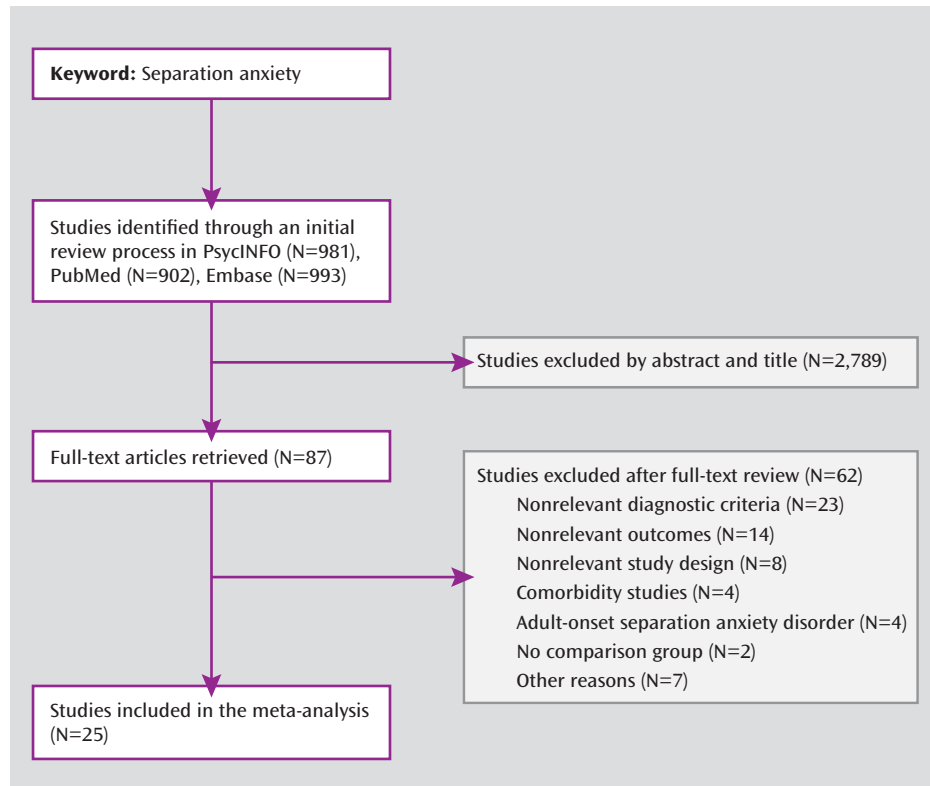 Keyword: Separation anxiety
Studies identified through an initial
review process in PsycINFO (N=981),
PubMed (N=902), Embase (N=993)
Studies excluded by abstract and title (N=2,789)
Full-text articles retrieved (N=87)
Studies excluded after full-text review (N=62)
Nonrelevant diagnostic criteria (N=23)
Nonrelevant outcomes (N=14)
Nonrelevant study design (N=8)
Comorbidity studies (N=4)
Adult-onset separation anxiety disorder (N=4)
No comparison group (N=2)
Other reasons (N=7)
Studies included in the meta-analysis
(N=25)